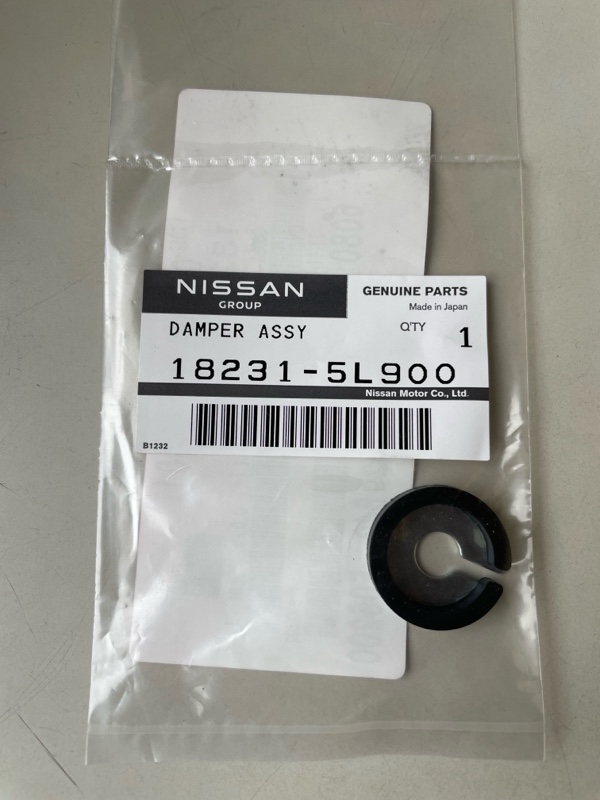 NISSAN
GROUP
GENUINE PARTS
Made in Japan
DAMPER ASSY
Q'TY
1
18231-5L900
Nissan Motor Co., Ltd.
B1232